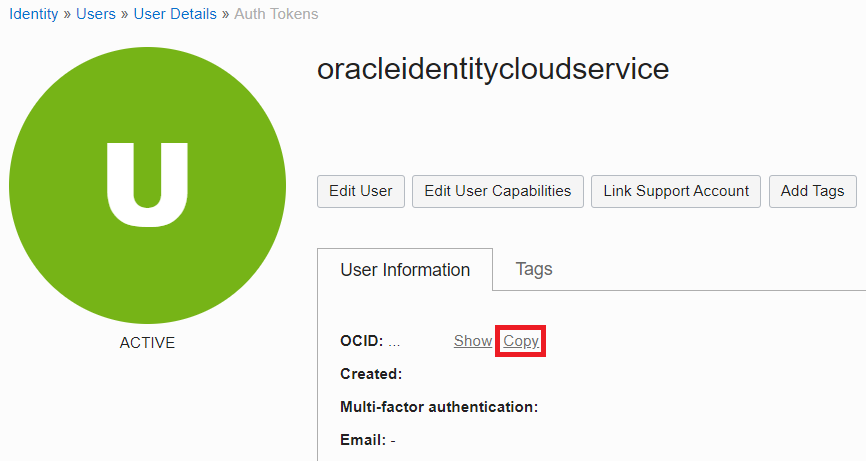 Identity » Users » User Details » Auth Tokens
oracleidentitycloudservice
U
Edit User Edit User Capabilities Link Support Account Add Tags
User Information Tags
ACTIVE
OCID: ... Show Copy
Created:
Multi-factor authentication:
Email: -